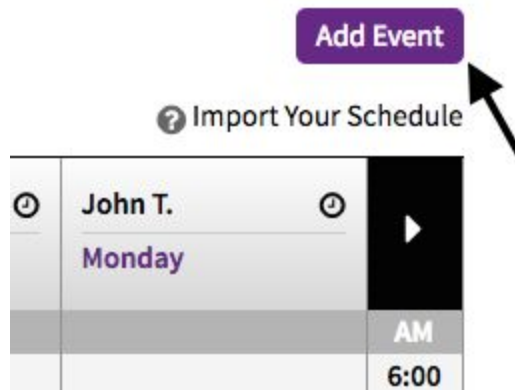 Add Event
Import Your Schedule
John T.
Monday
AM
6:00